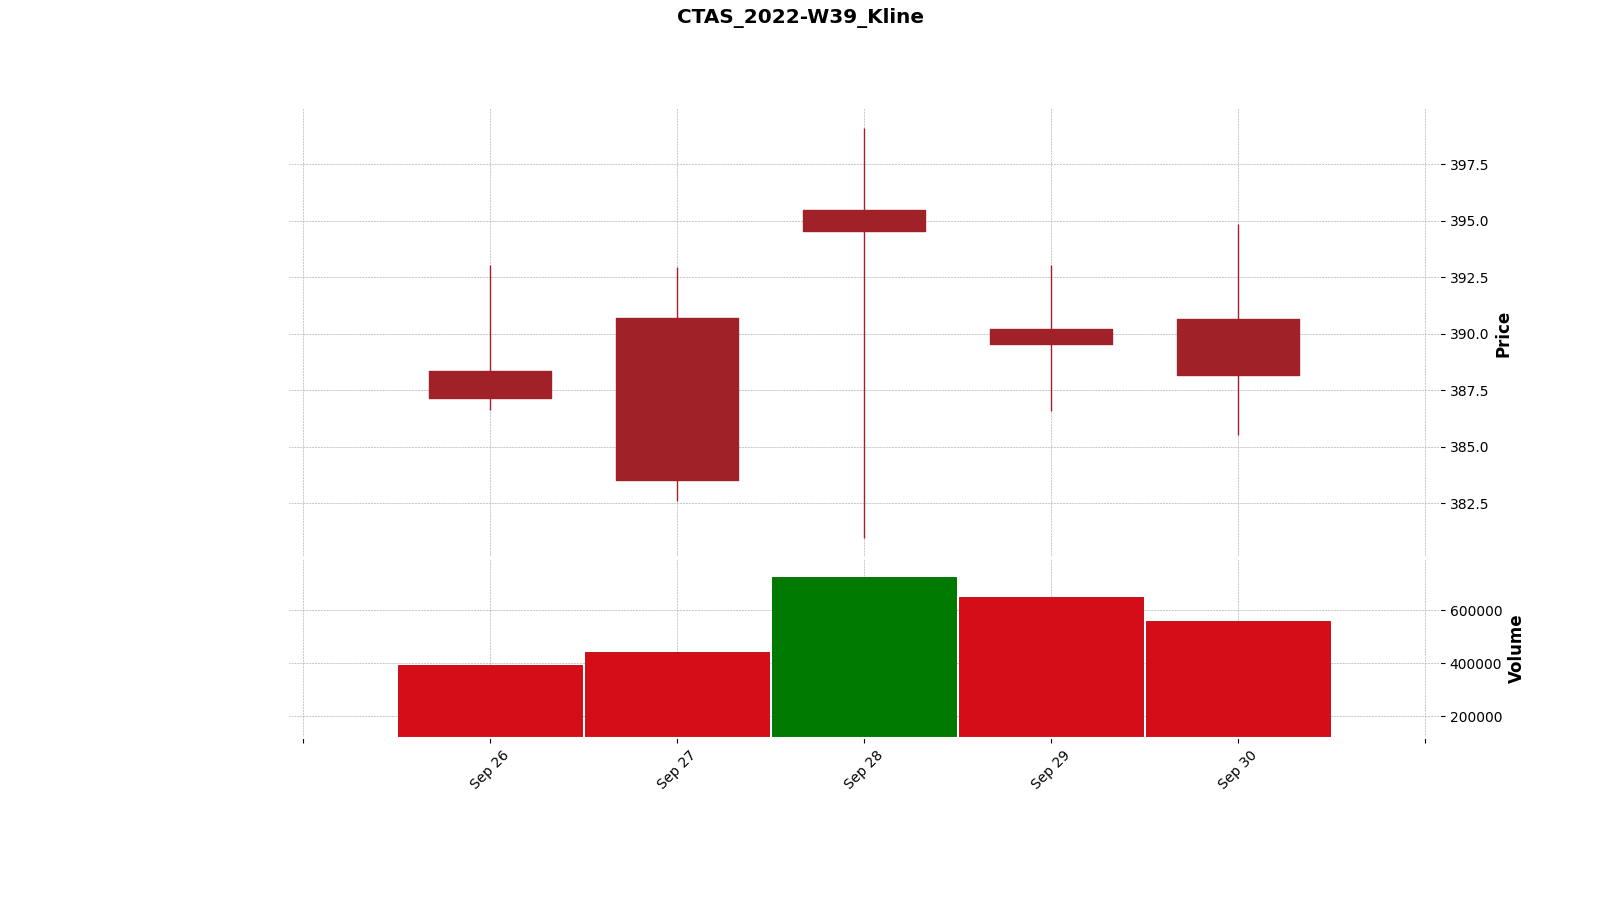 CTAS_2022-W39_Kline
397.5
395.0
392.5
390.0
387.5
385.0
382.5
Price
600000
400000
200000
Volume
Sep 26
Sep 27
Sep 28
Sep 29
Sep 30